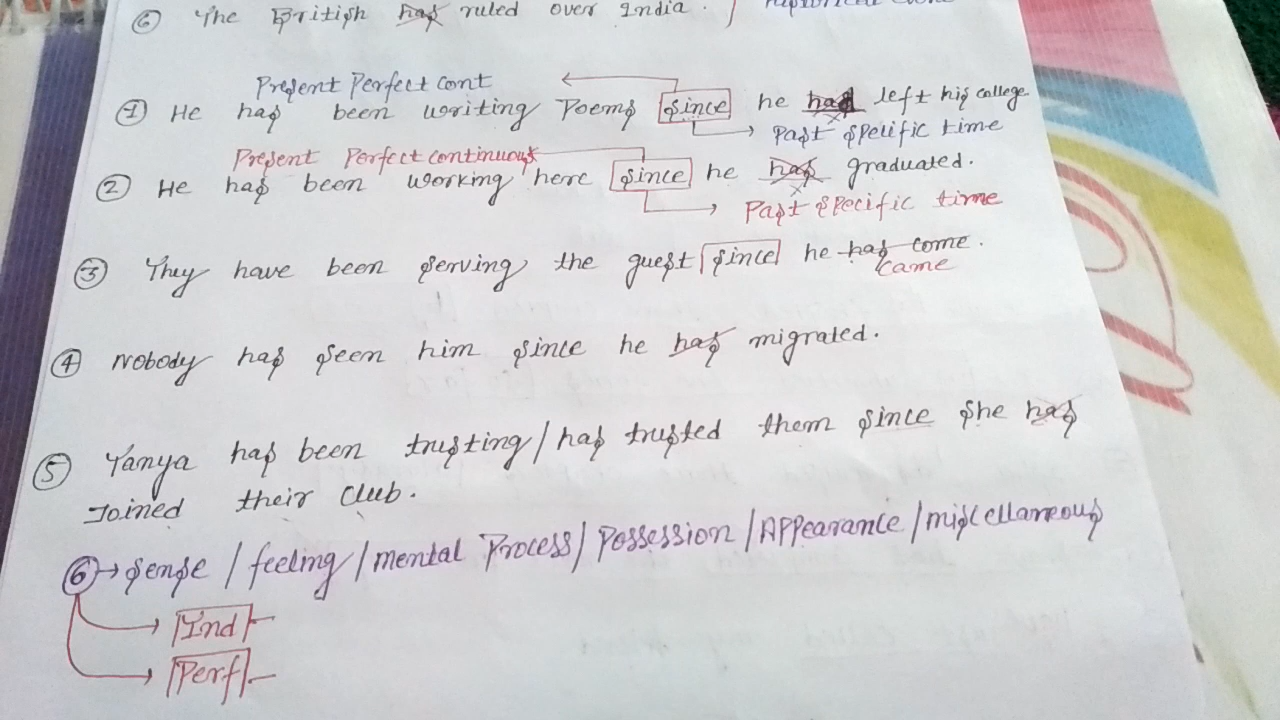 ⑥ The British has ruled over India.
Present Perfect cont
① He has been writing Poems since he had left his college
Past specific time
Present Perfect continuous
② He has been working here since he has graduated.
Past specific time
③ They have been serving the guest since he has come.
came
④ Nobody has seen him since he has migrated.
⑤ Tanya has been trusting/has trusted them since she has
Joined their club.
⑥→ sense / feeling / mental Process / Possession / Appearance / miscellaneous
Ind
Perf